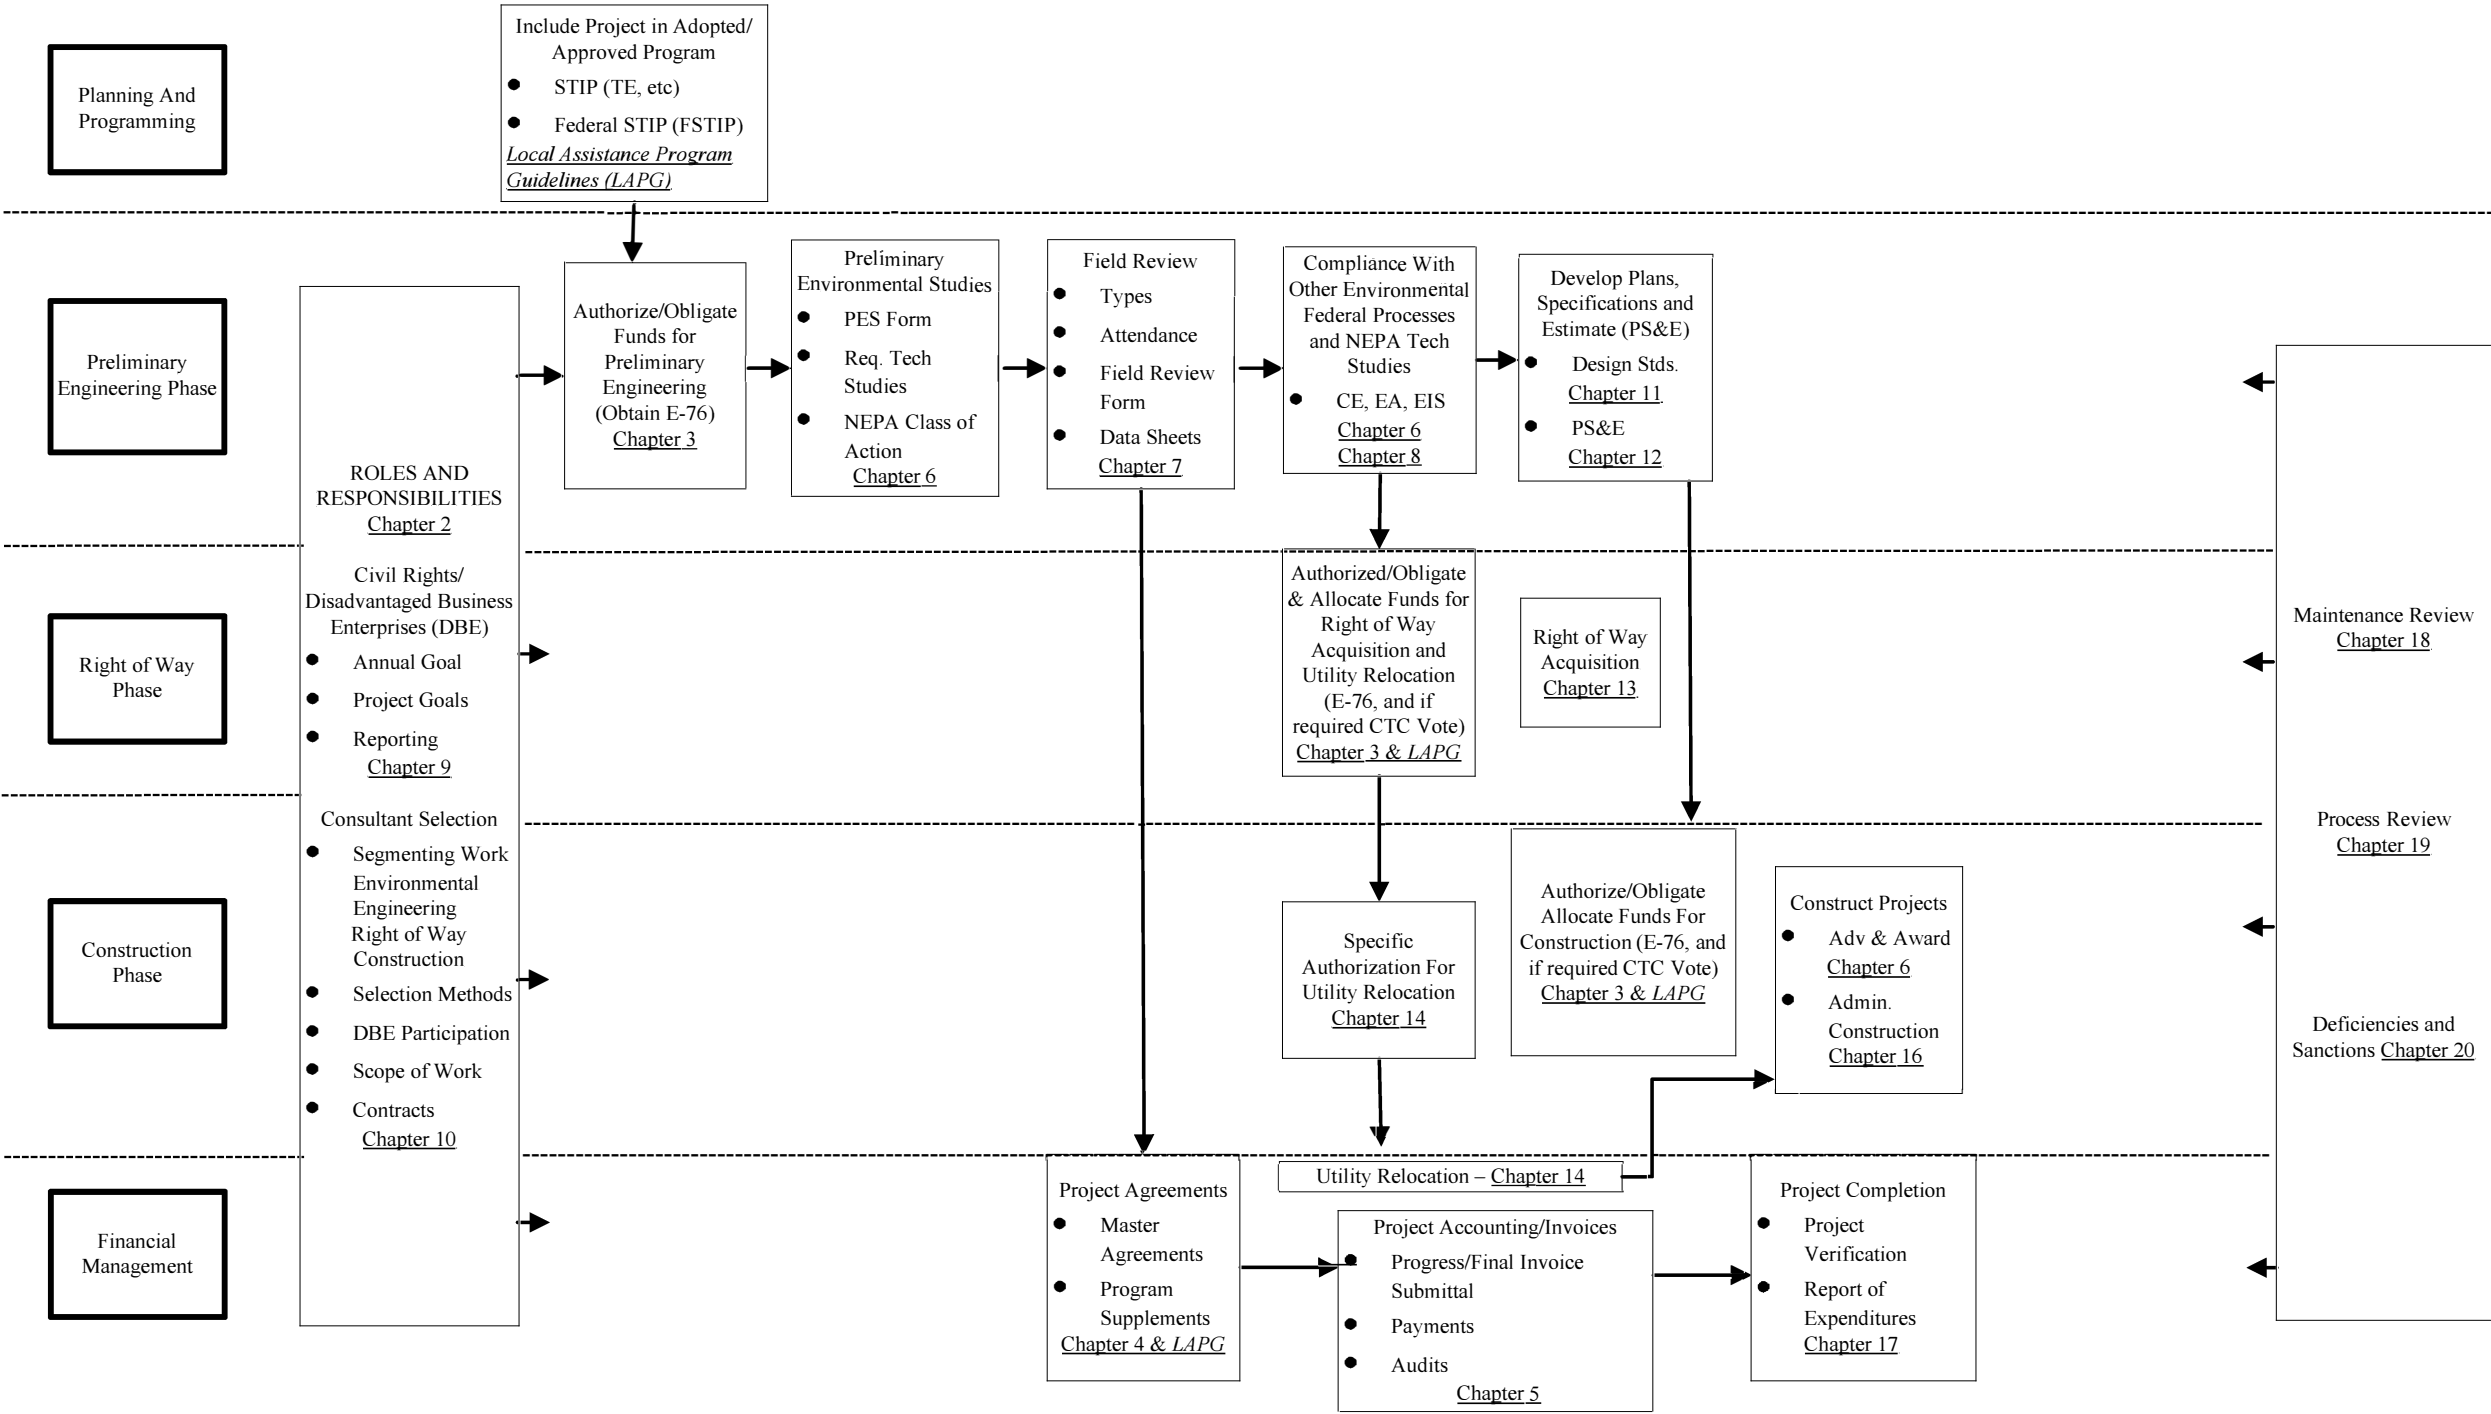 Planning And
Programming
Include Project in Adopted/
Approved Program
● STIP (TE, etc)
● Federal STIP (FSTIP)
Local Assistance Program
Guidelines (LAPG)
Preliminary
Engineering Phase
Right of Way
Phase
Construction
Phase
Financial
Management
ROLES AND
RESPONSIBILITIES
Chapter 2
Civil Rights/
Disadvantaged Business
Enterprises (DBE)
● Annual Goal
● Project Goals
● Reporting
Chapter 9
Consultant Selection
● Segmenting Work
Environmental
Engineering
Right of Way
Construction
● Selection Methods
● DBE Participation
● Scope of Work
● Contracts
Chapter 10
Authorize/Obligate
Funds for
Preliminary
Engineering
(Obtain E-76)
Chapter 3
Preliminary
Environmental Studies
● PES Form
● Req. Tech
Studies
● NEPA Class of
Action
Chapter 6
Field Review
● Types
● Attendance
● Field Review
Form
● Data Sheets
Chapter 7
Compliance With
Other Environmental
Federal Processes
and NEPA Tech
Studies
● CE, EA, EIS
Chapter 6
Chapter 8
Develop Plans,
Specifications and
Estimate (PS&E)
● Design Stds.
Chapter 11
● PS&E
Chapter 12
Authorized/Obligate
& Allocate Funds for
Right of Way
Acquisition and
Utility Relocation
(E-76, and if
required CTC Vote)
Chapter 3 & LAPG
Right of Way
Acquisition
Chapter 13
Specific
Authorization For
Utility Relocation
Chapter 14
Authorize/Obligate
Allocate Funds For
Construction (E-76, and
if required CTC Vote)
Chapter 3 & LAPG
Construct Projects
● Adv & Award
Chapter 6
● Admin.
Construction
Chapter 16
Project Agreements
● Master
Agreements
● Program
Supplements
Chapter 4 & LAPG
Utility Relocation – Chapter 14
Project Accounting/Invoices
● Progress/Final Invoice
Submittal
● Payments
● Audits
Chapter 5
Project Completion
● Project
Verification
● Report of
Expenditures
Chapter 17
Maintenance Review
Chapter 18
Process Review
Chapter 19
Deficiencies and
Sanctions Chapter 20